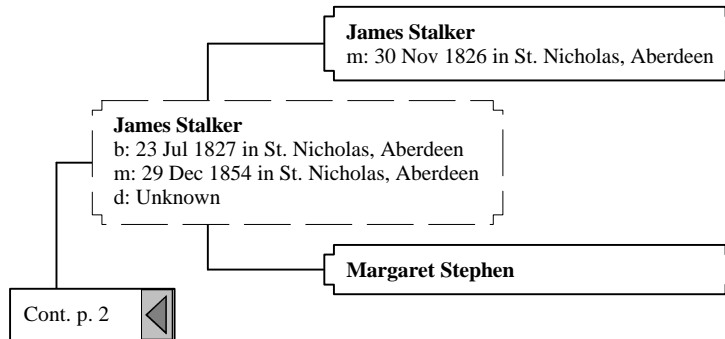 James Stalker
m: 30 Nov 1826 in St. Nicholas, Aberdeen
James Stalker
b: 23 Jul 1827 in St. Nicholas, Aberdeen
m: 29 Dec 1854 in St. Nicholas, Aberdeen
d: Unknown
Margaret Stephen
Cont. p. 2